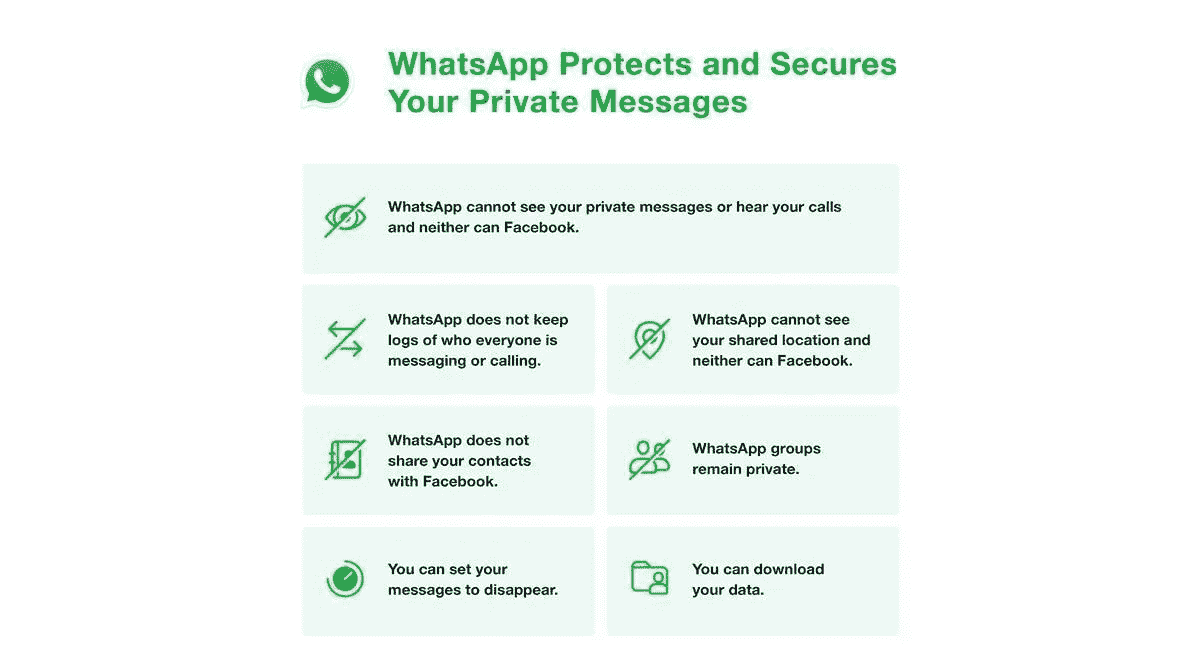 WhatsApp Protects and Secures
Your Private Messages
WhatsApp cannot see your private messages or hear your calls
and neither can Facebook.
WhatsApp does not keep
logs of who everyone is
messaging or calling.
WhatsApp cannot see
your shared location and
neither can Facebook.
WhatsApp does not
share your contacts
with Facebook.
WhatsApp groups
remain private.
You can set your
messages to disappear.
You can download
your data.